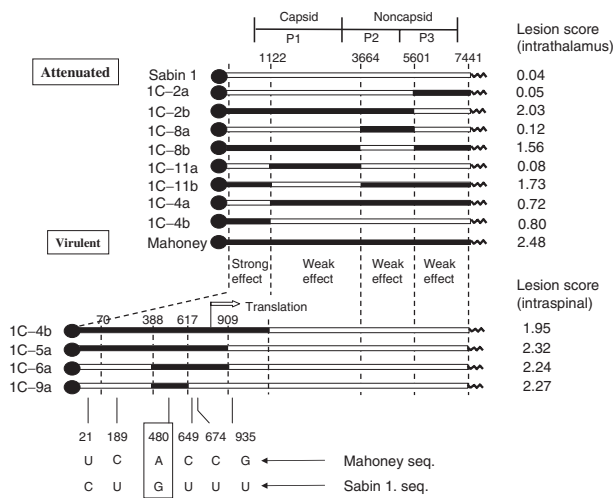 Capsid Noncapsid
P1 P2 P3
Lesion score
(intrathalamus)
1122 3664 5601 7441
Attenuated
Sabin 1 0.04
1C–2a 0.05
1C–2b 2.03
1C–8a 0.12
1C–8b 1.56
1C–11a 0.08
1C–11b 1.73
1C–4a 0.72
1C–4b 0.80
Virulent
Mahoney 2.48
Strong effect
Weak effect
Weak effect
Weak effect
Lesion score
(intraspinal)
Translation
70 388 617 909
1C–4b 1.95
1C–5a 2.32
1C–6a 2.24
1C–9a 2.27
21 189 480 649 674 935
U C A C C G Mahoney seq.
C U G U U U Sabin 1. seq.